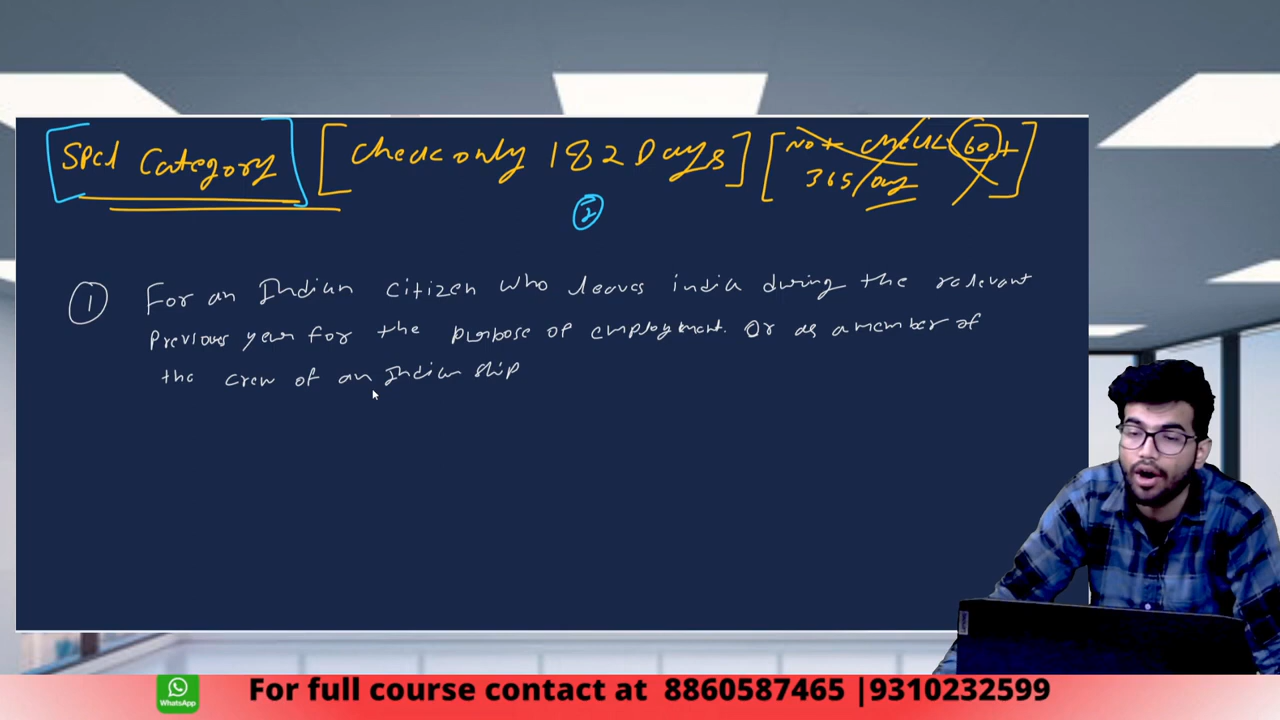 Spcl Category [Check only 182 Days] [Not check 60 +
365/day]
2
1 For an Indian citizen who leaves india during the relevant
Previous year for the purpose of employment. Or as a member of
the crew of an Indian ship
WhatsApp
For full course contact at 8860587465 |9310232599